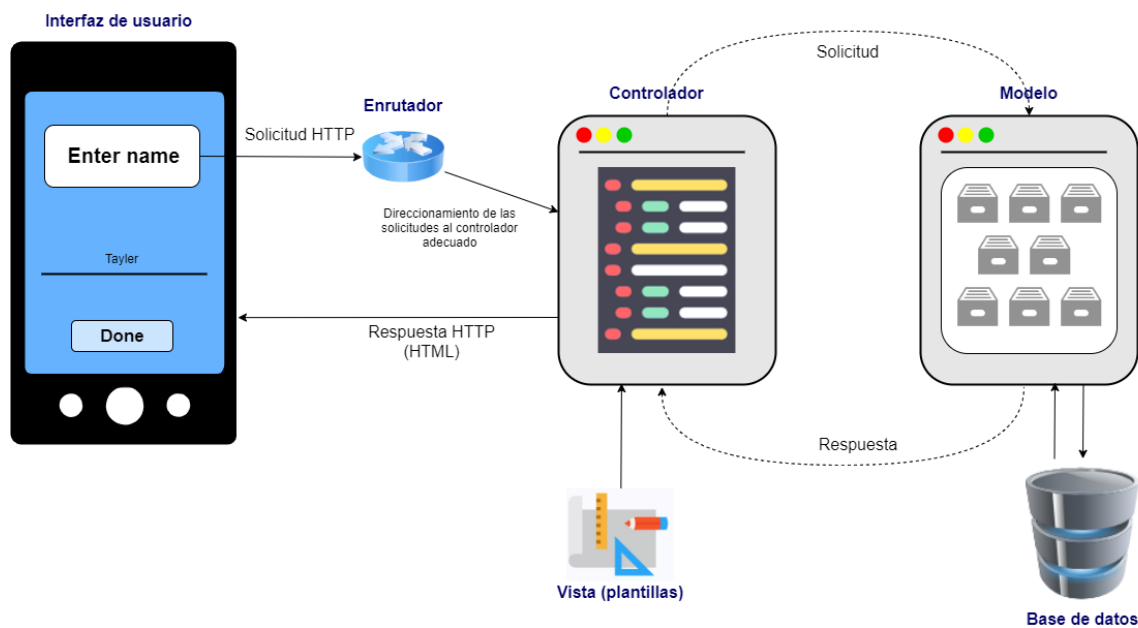 Interfaz de usuario
Enter name
Tayler
Done
Solicitud HTTP
Enrutador
Direccionamiento de las
solicitudes al controlador
adecuado
Respuesta HTTP
(HTML)
Controlador
Solicitud
Modelo
Respuesta
Vista (plantillas)
Base de datos